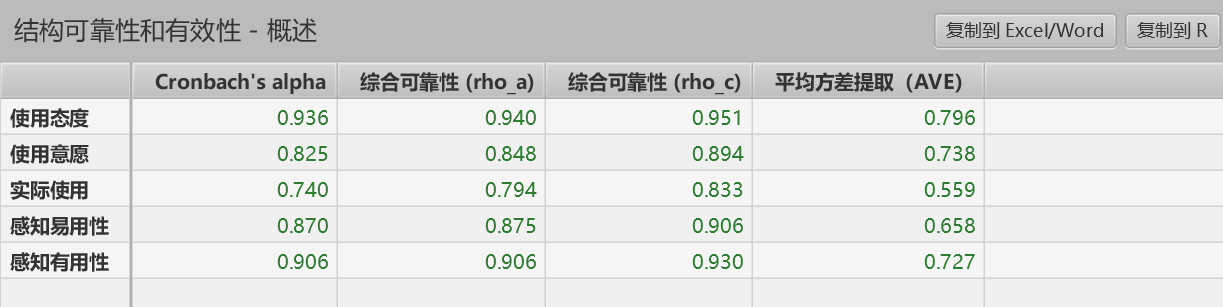 结构可靠性和有效性 - 概述 复制到 Excel/Word 复制到 R
Cronbach's alpha 综合可靠性 (rho_a) 综合可靠性 (rho_c) 平均方差提取（AVE）
使用态度 0.936 0.940 0.951 0.796
使用意愿 0.825 0.848 0.894 0.738
实际使用 0.740 0.794 0.833 0.559
感知易用性 0.870 0.875 0.906 0.658
感知有用性 0.906 0.906 0.930 0.727